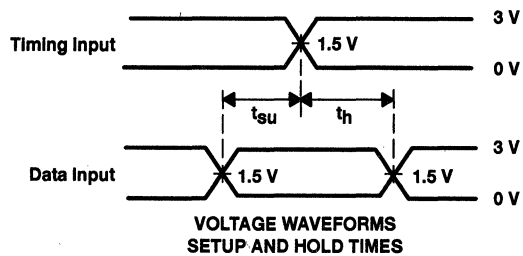 3 V
Timing Input
1.5 V
0 V
tsu
th
3 V
Data Input
1.5 V
1.5 V
0 V
VOLTAGE WAVEFORMS
SETUP AND HOLD TIMES